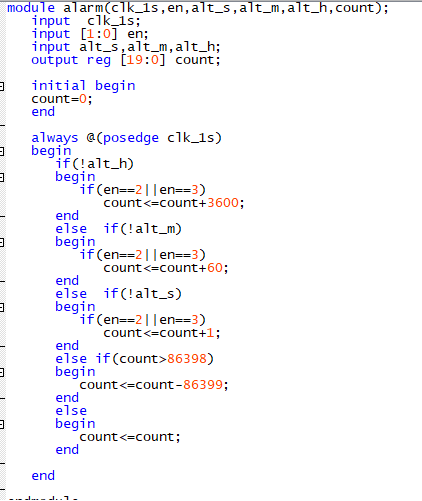 module alarm(clk_1s,en,alt_s,alt_m,alt_h,count);
input  clk_1s;
input [1:0] en;
input alt_s,alt_m,alt_h;
output reg [19:0] count;
initial begin
count=0;
end
always @(posedge clk_1s)
begin
if(!alt_h)
begin
if(en==2||en==3)
count<=count+3600;
end
else  if(!alt_m)
begin
if(en==2||en==3)
count<=count+60;
end
else  if(!alt_s)
begin
if(en==2||en==3)
count<=count+1;
end
else if(count>86398)
begin
count<=count-86399;
end
else
begin
count<=count;
end
end